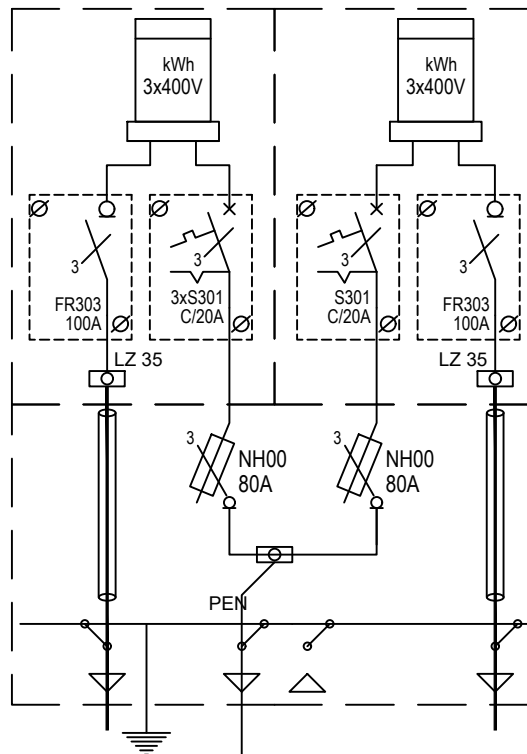 kWh
3x400V
kWh
3x400V
3
FR303
100A
3
3xS301
C/20A
3
S301
C/20A
3
FR303
100A
LZ 35
LZ 35
3
NH00
80A
3
NH00
80A
PEN